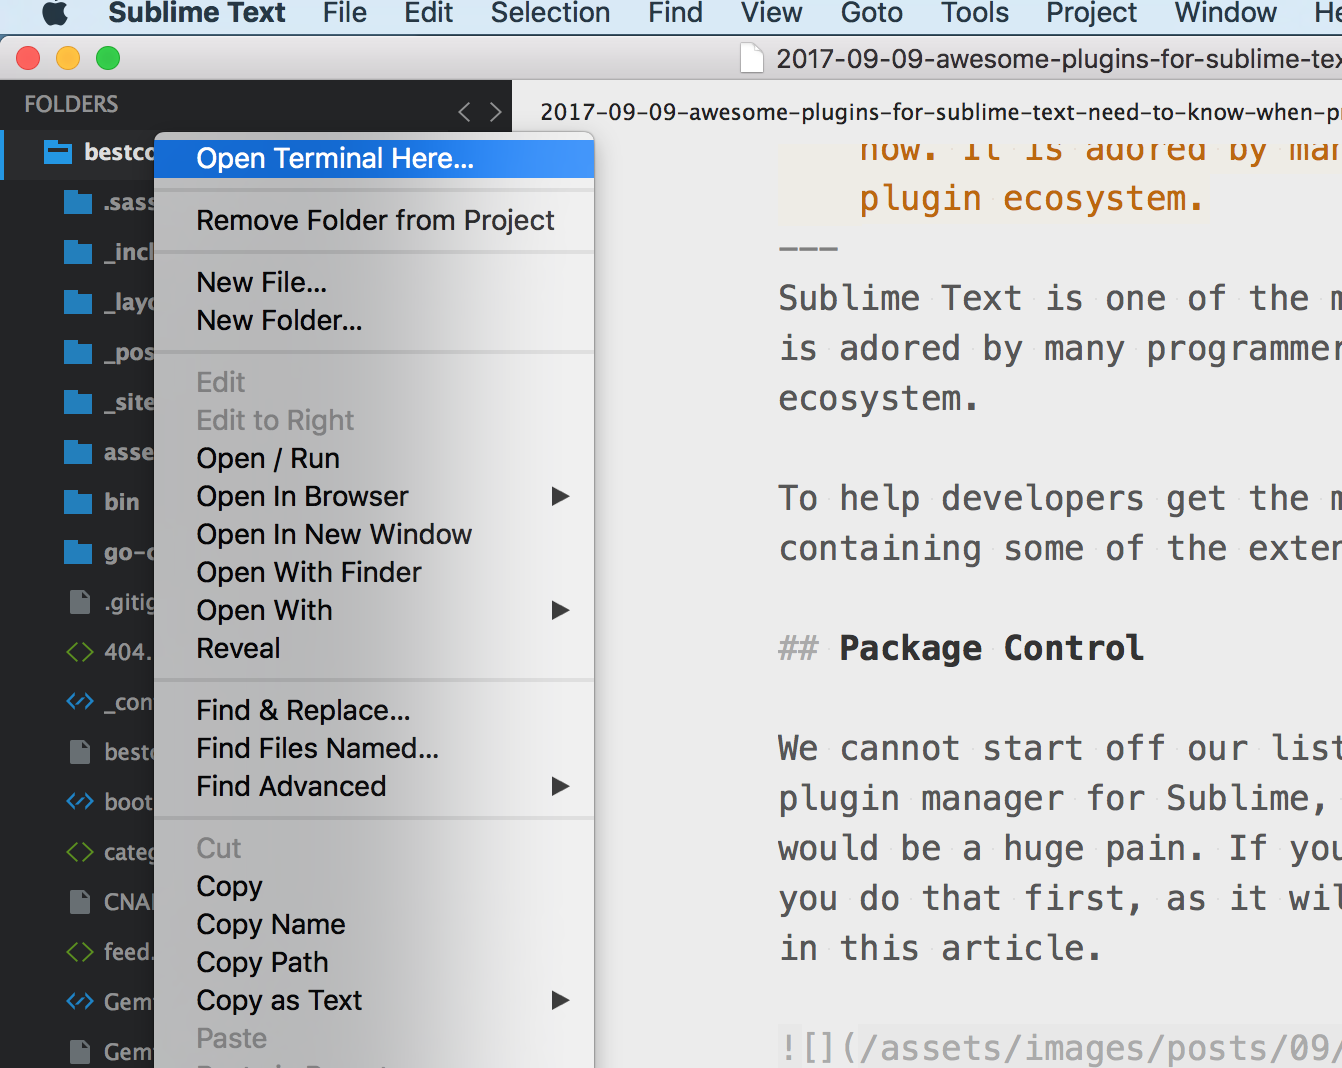 Sublime Text File Edit Selection Find View Goto Tools Project Window
2017-09-09-awesome-plugins-for-sublime-tex
FOLDERS
2017-09-09-awesome-plugins-for-sublime-text-need-to-know-when-p
bestco
.sass
_incl
_layo
_pos
_site
asse
bin
go-c
.gitig
404.
_con
bestc
boot
categ
CNA
feed.
Gem
Gem
Open Terminal Here...
Remove Folder from Project
New File...
New Folder...
Edit
Edit to Right
Open / Run
Open In Browser
Open In New Window
Open With Finder
Open With
Reveal
Find & Replace...
Find Files Named...
Find Advanced
Cut
Copy
Copy Name
Copy Path
Copy as Text
Paste
now. It is adored by mar
plugin ecosystem.
---
Sublime Text is one of the m
is adored by many programmer
ecosystem.
To help developers get the m
containing some of the exten
## Package Control
We cannot start off our list
plugin manager for Sublime,
would be a huge pain. If you
you do that first, as it wil
in this article.
![](/assets/images/posts/09/